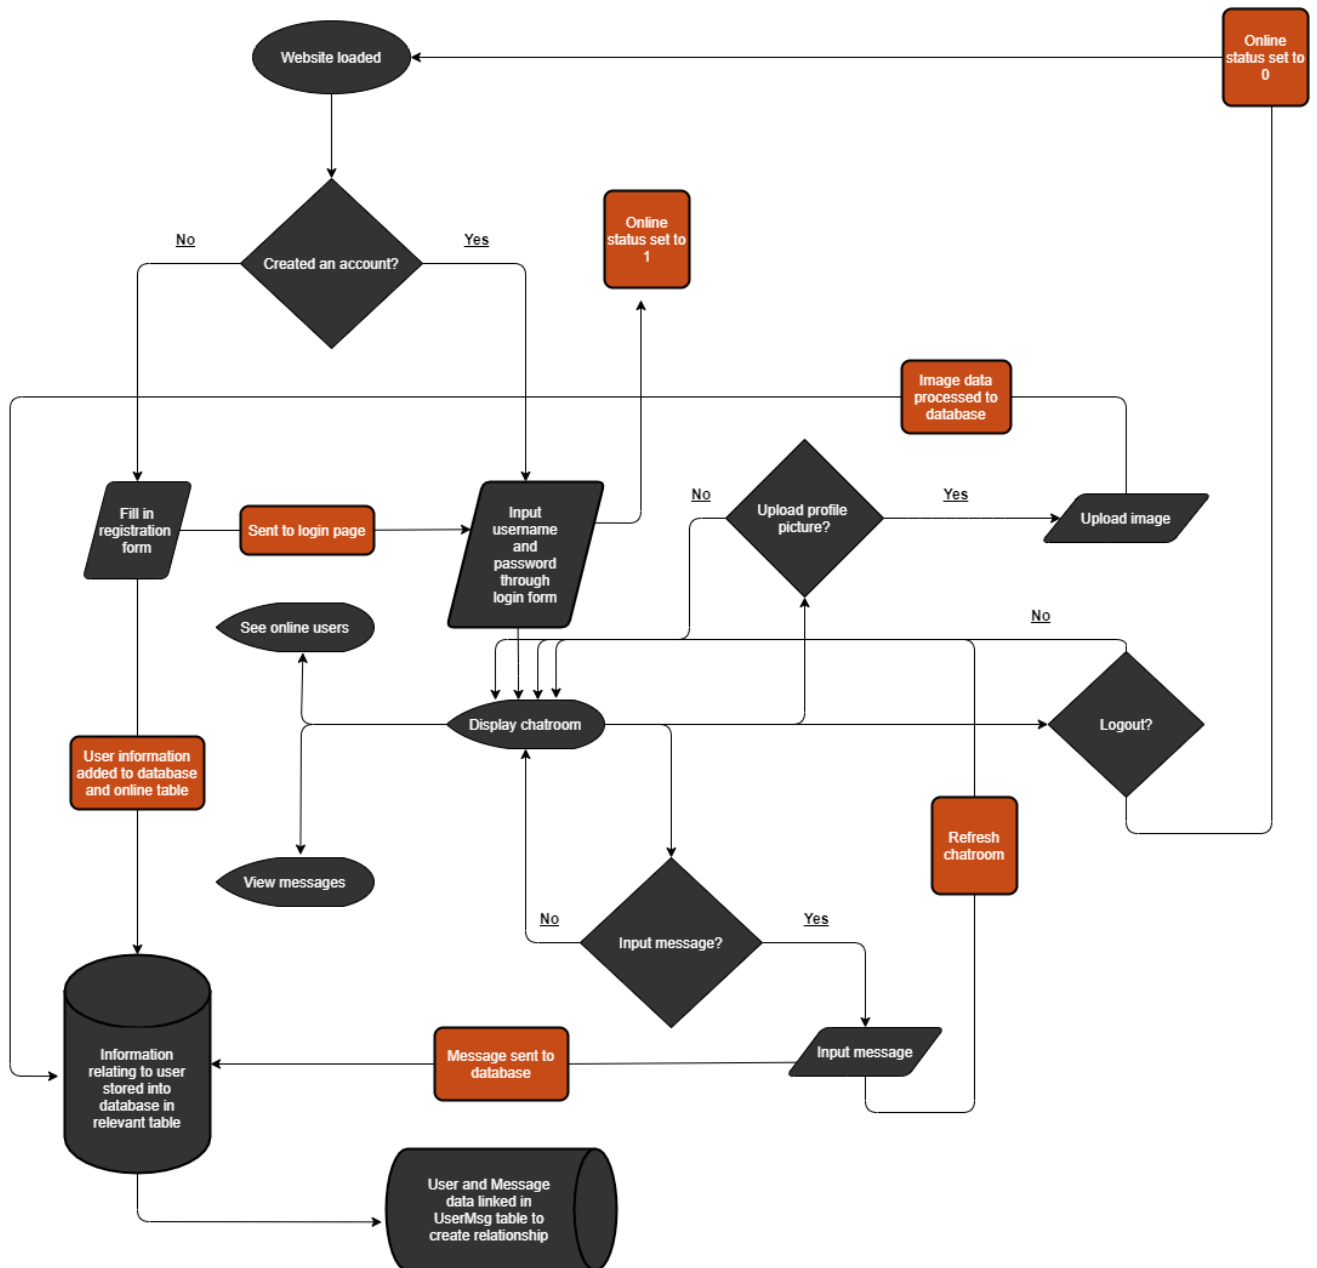 Website loaded
Online
status set to
0
No
Yes
Created an account?
Online
status set to
1
Image data
processed to
database
Fill in
registration
form
Sent to login page
Input
username
and
password
through
login form
No
Upload profile
picture?
Yes
Upload image
See online users
No
Display chatroom
Logout?
User information
added to database
and online table
Refresh
chatroom
View messages
No
Input message?
Yes
Information
relating to user
stored into
database in
relevant table
Message sent to
database
Input message
User and Message
data linked in
UserMsg table to
create relationship